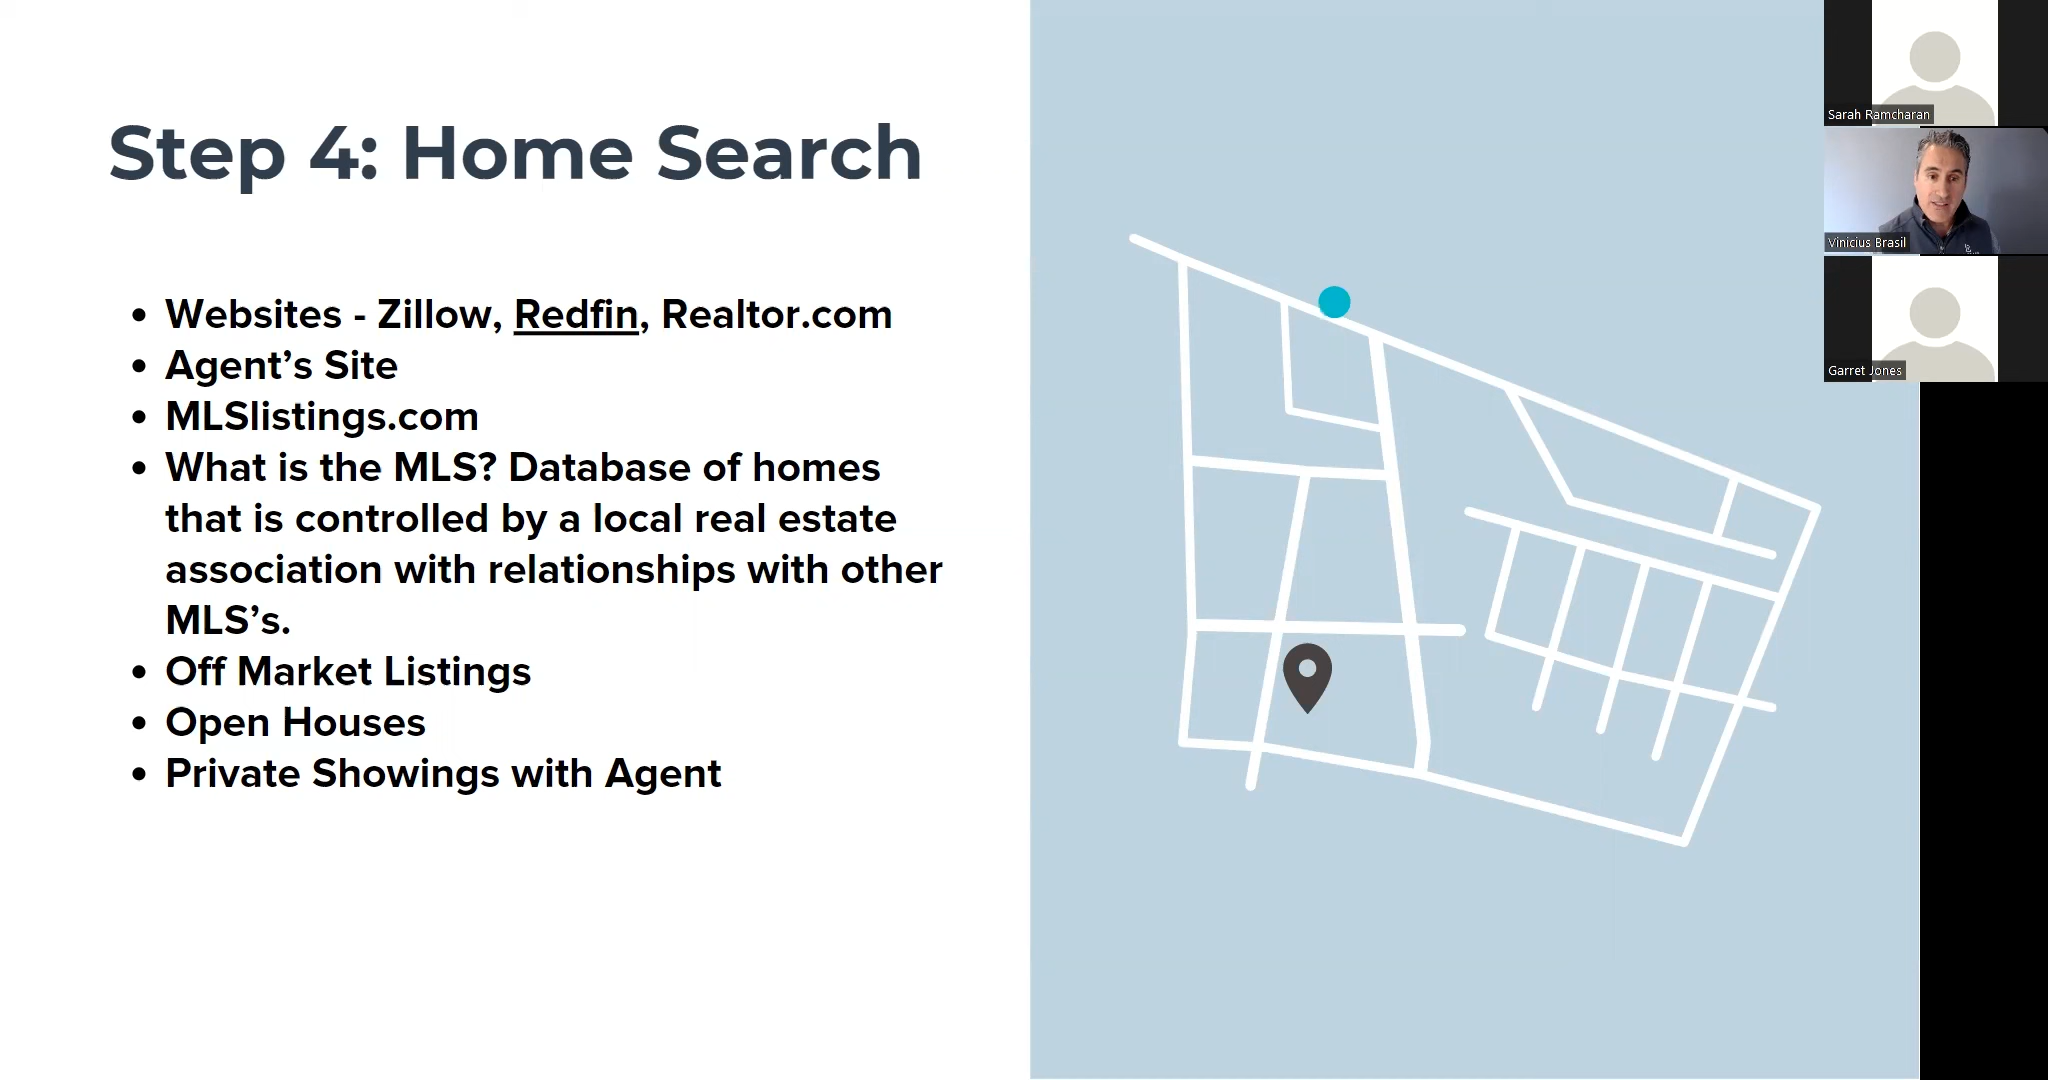 Step 4: Home Search
• Websites - Zillow, Redfin, Realtor.com
• Agent’s Site
• MLSlistings.com
• What is the MLS? Database of homes
that is controlled by a local real estate
association with relationships with other
MLS’s.
• Off Market Listings
• Open Houses
• Private Showings with Agent
Sarah Ramcharan
Vinicius Brasil
Garret Jones